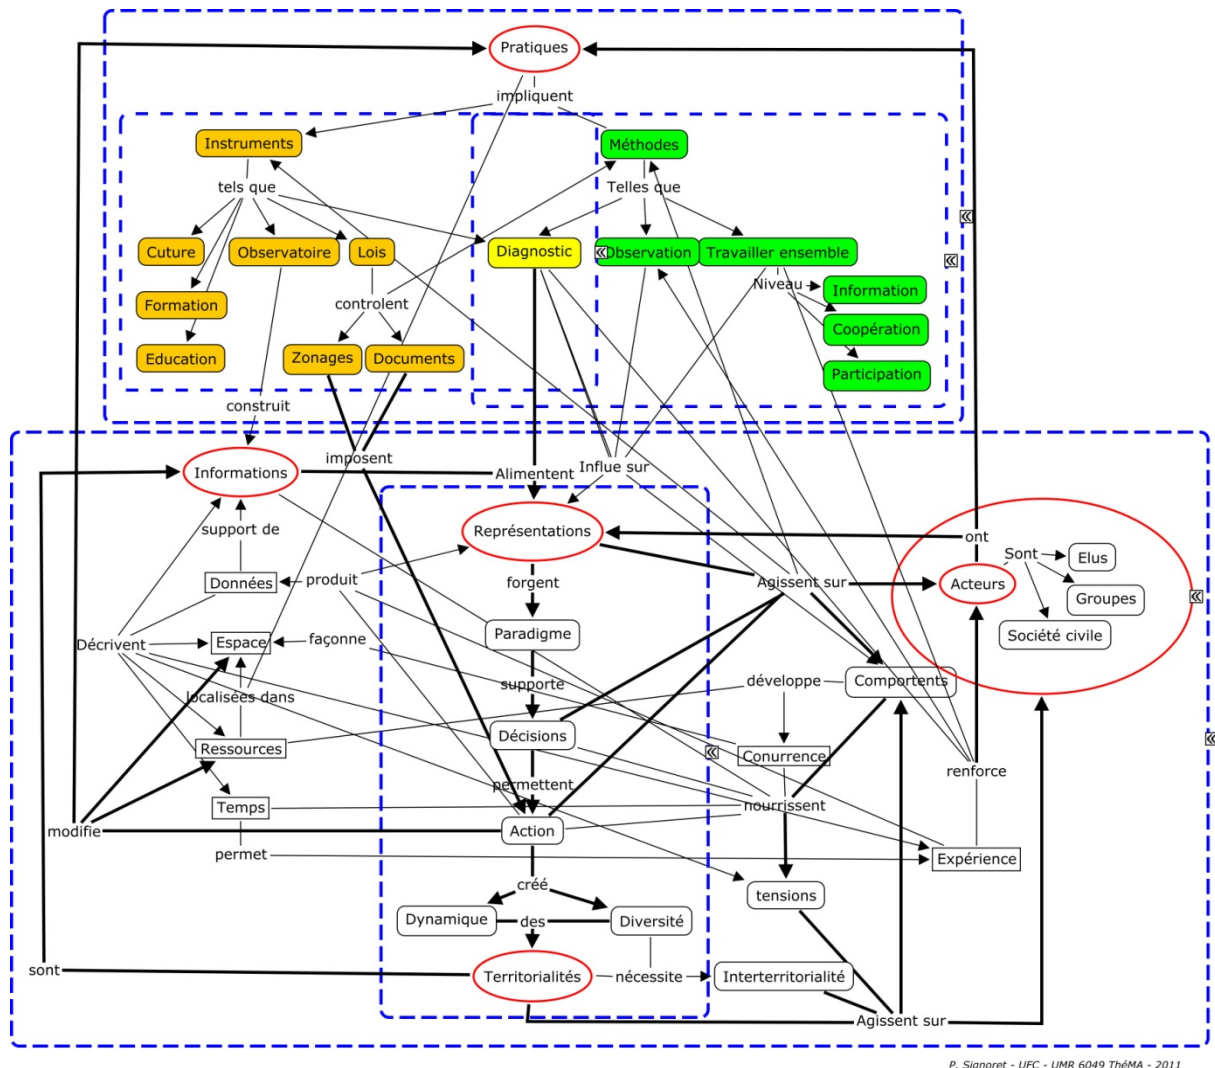 Pratiques
impliquent
Instruments
Méthodes
tels que
Telles que
Cuture
Observatoire
Lois
Diagnostic
Observation
Travailler ensemble
Niveau
Information
Formation
controlent
Coopération
Education
Zonages
Documents
Participation
construit
imposent
Informations
Alimentent
Influe sur
support de
Représentations
ont
Sont
Elus
Données
produit
forgent
Agissent sur
Acteurs
Groupes
Décrivent
Espace
façonne
Paradigme
Société civile
localisées dans
supporte
développe
Comportents
Ressources
Décisions
Conurrence
renforce
permettent
Temps
nourrissent
modifie
Action
permet
Expérience
créé
tensions
Dynamique
des
Diversité
sont
Territorialités
nécessite
Interterritorialité
Agissent sur
P. Signoret - UFC - UMR 6049 ThéMA - 2011